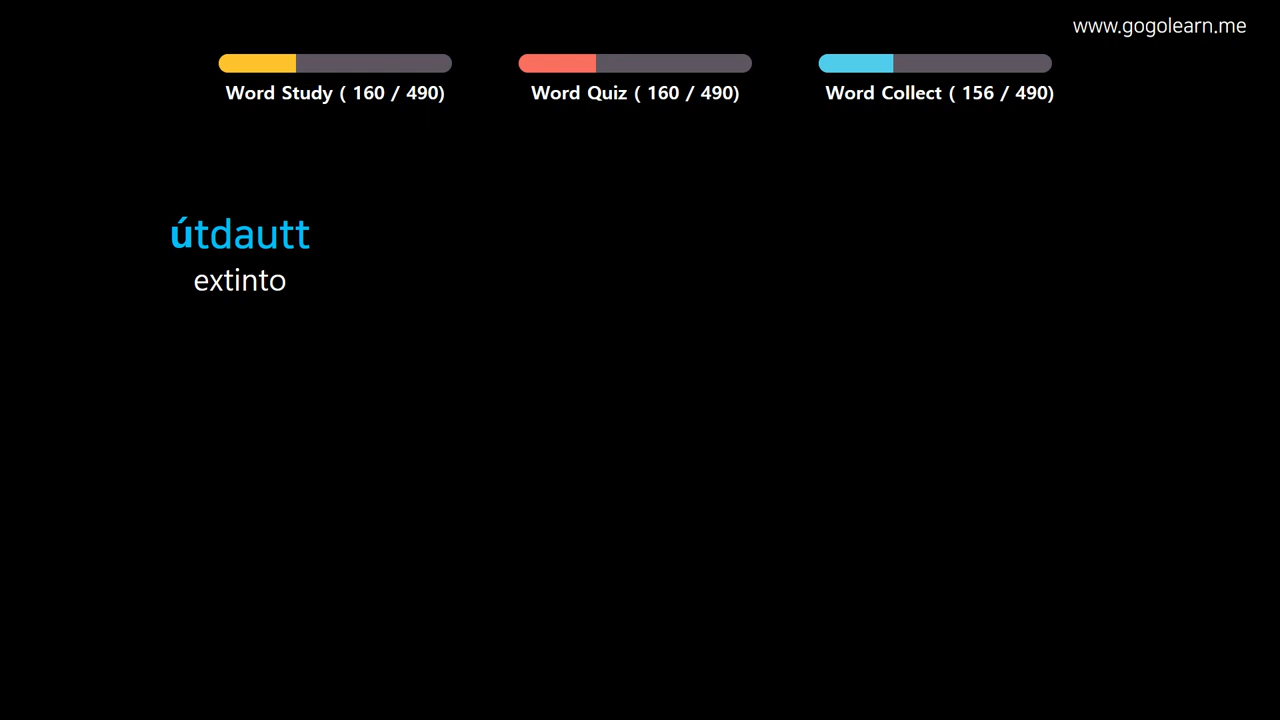 www.gogolearn.me
Word Study ( 160 / 490)
Word Quiz ( 160 / 490)
Word Collect ( 156 / 490)
útdautt
extinto